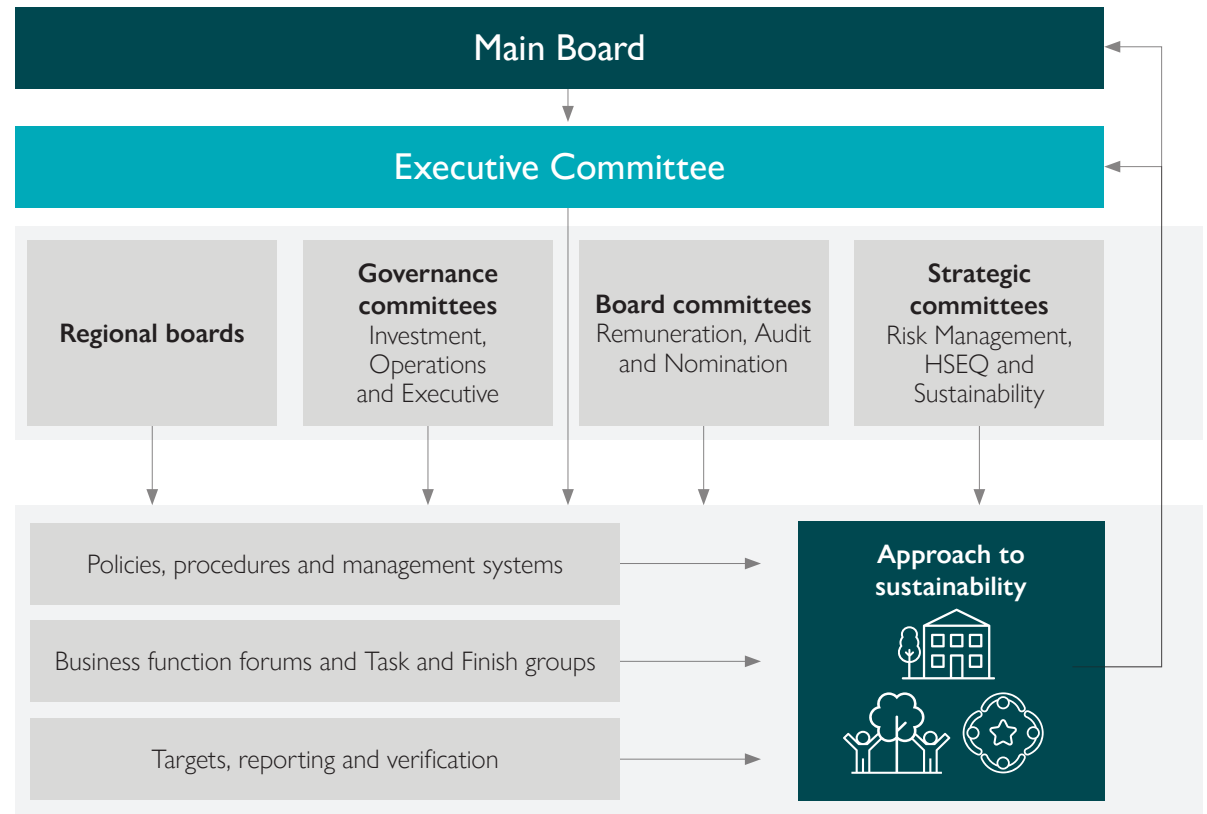 Main Board
Executive Committee
Regional boards
Governance
committees
Investment,
Operations
and Executive
Board committees
Remuneration, Audit
and Nomination
Strategic
committees
Risk Management,
HSEQ and
Sustainability
Policies, procedures and management systems
Business function forums and Task and Finish groups
Targets, reporting and verification
Approach to
sustainability